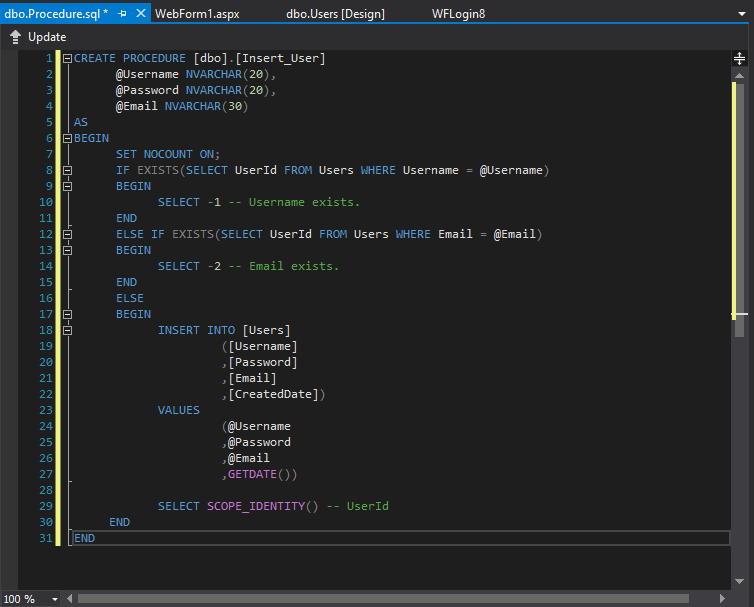 dbo.Procedure.sql * WebForm1.aspx dbo.Users [Design] WFLogin8
Update
1 CREATE PROCEDURE [dbo].[Insert_User]
2 @Username NVARCHAR(20),
3 @Password NVARCHAR(20),
4 @Email NVARCHAR(30)
5 AS
6 BEGIN
7 SET NOCOUNT ON;
8 IF EXISTS(SELECT UserId FROM Users WHERE Username = @Username)
9 BEGIN
10 SELECT -1 -- Username exists.
11 END
12 ELSE IF EXISTS(SELECT UserId FROM Users WHERE Email = @Email)
13 BEGIN
14 SELECT -2 -- Email exists.
15 END
16 ELSE
17 BEGIN
18 INSERT INTO [Users]
19 ([Username]
20 ,[Password]
21 ,[Email]
22 ,[CreatedDate])
23 VALUES
24 (@Username
25 ,@Password
26 ,@Email
27 ,GETDATE())
28
29 SELECT SCOPE_IDENTITY() -- UserId
30 END
31 END
100 %